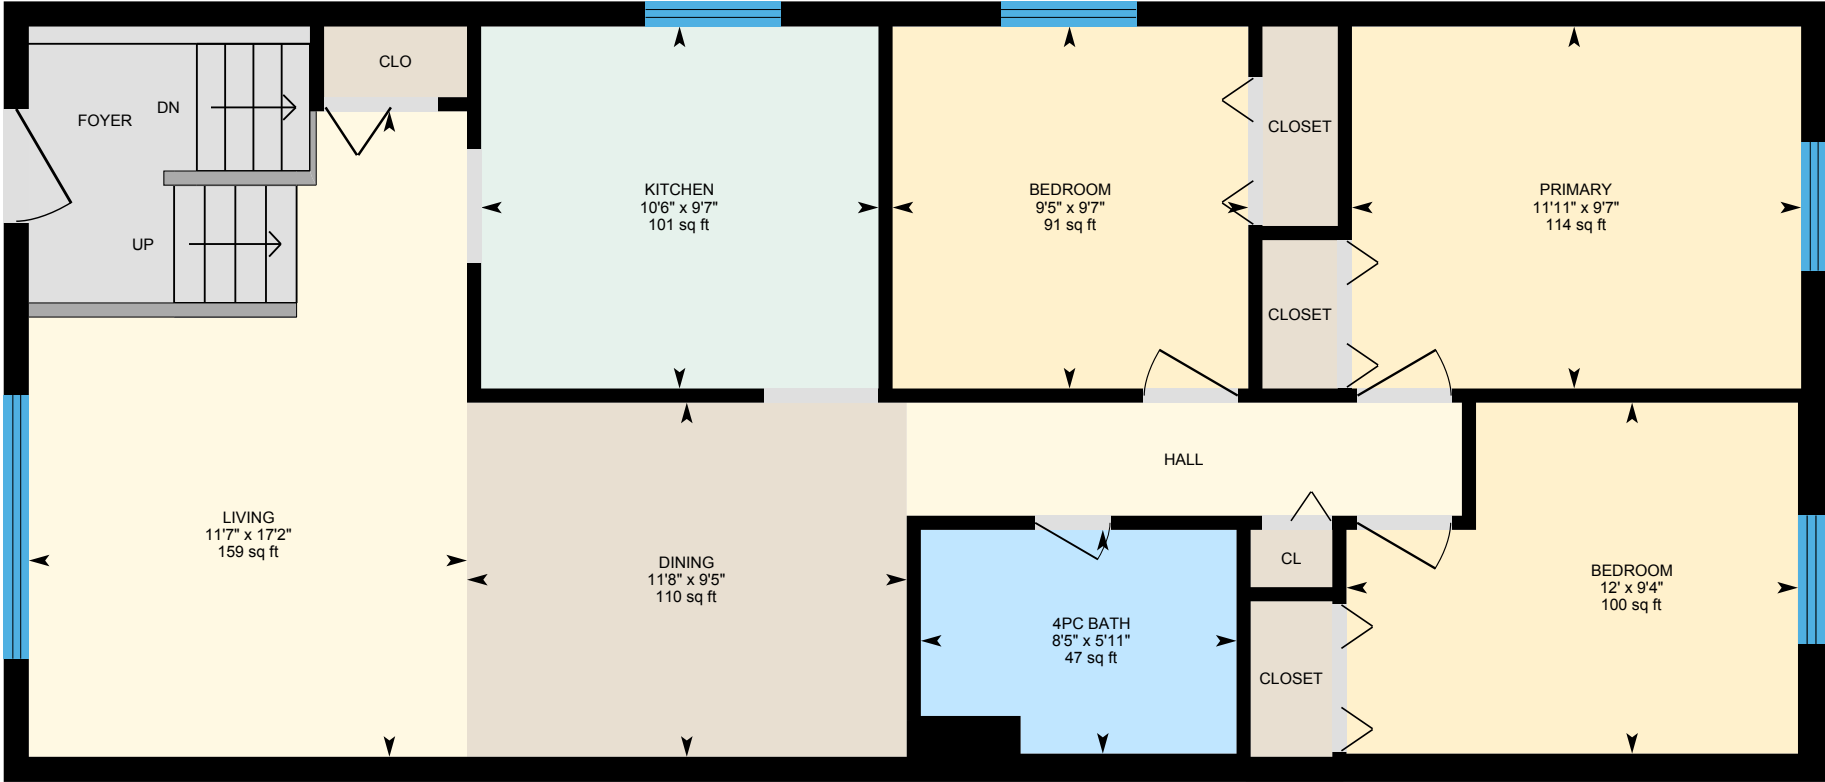 CLO
DN
FOYER
UP
KITCHEN
10'6" x 9'7"
101 sq ft
BEDROOM
9'5" x 9'7"
91 sq ft
CLOSET
CLOSET
PRIMARY
11'11" x 9'7"
114 sq ft
HALL
LIVING
11'7" x 17'2"
159 sq ft
DINING
11'8" x 9'5"
110 sq ft
4PC BATH
8'5" x 5'11"
47 sq ft
CL
CLOSET
BEDROOM
12' x 9'4"
100 sq ft